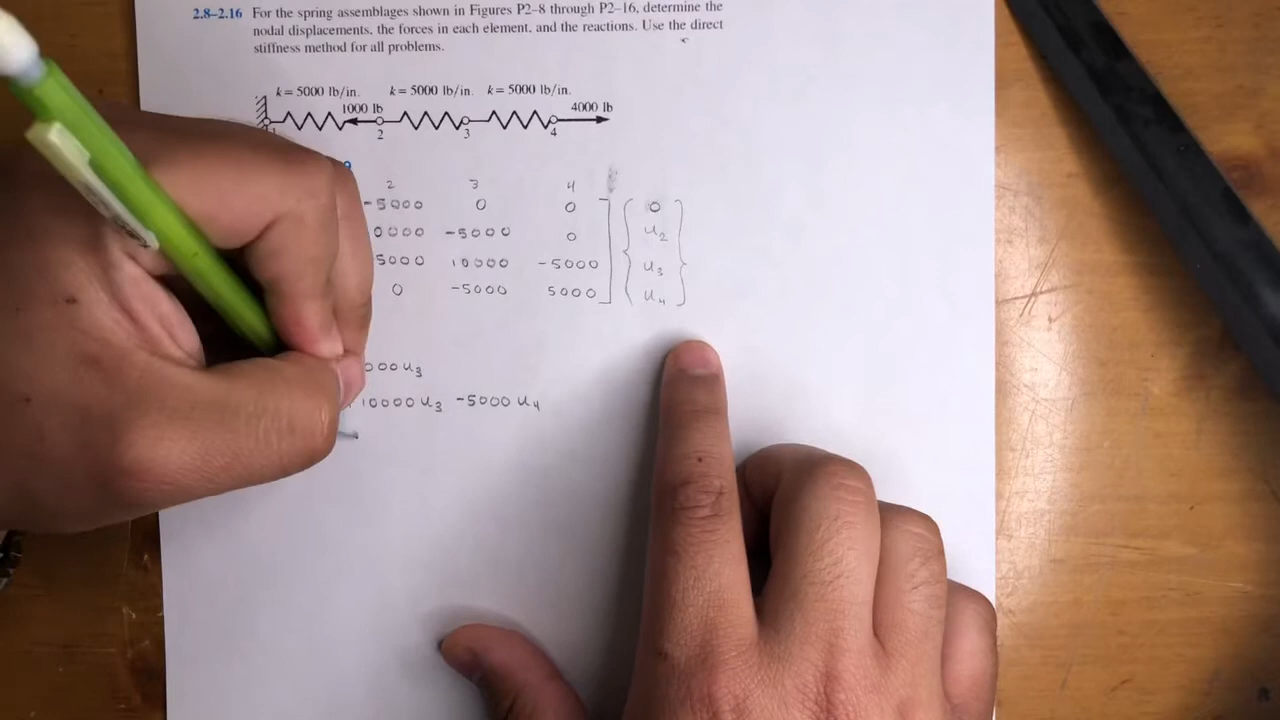 2.8–2.16 For the spring assemblages shown in Figures P2–8 through P2–16, determine the
nodal displacements, the forces in each element, and the reactions. Use the direct
stiffness method for all problems.
k = 5000 lb/in. k = 5000 lb/in. k = 5000 lb/in.
1000 lb 4000 lb
1 2 3 4
2 3 4
-5000 0 0 0
0000 -5000 0 u2
5000 10000 -5000 u3
0 -5000 5000 u4
000 u3
10000 u3 -5000 u4